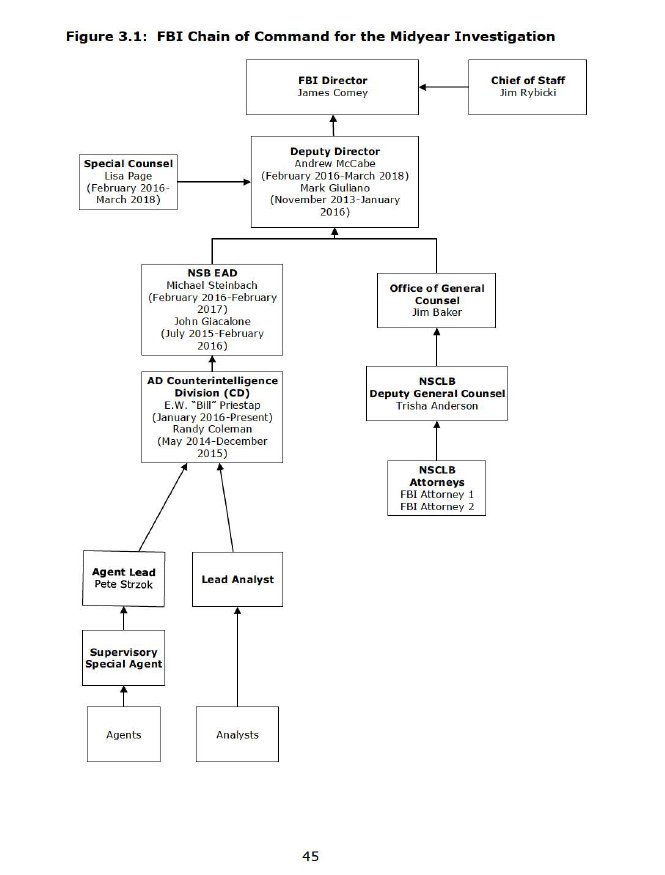 Figure 3.1: FBI Chain of Command for the Midyear Investigation
FBI Director
James Comey
Chief of Staff
Jim Rybicki
Deputy Director
Andrew McCabe
(February 2016-March 2018)
Mark Giuliano
(November 2013-January
2016)
Special Counsel
Lisa Page
(February 2016-
March 2018)
NSB EAD
Michael Steinbach
(February 2016-February
2017)
John Giacalone
(July 2015-February
2016)
Office of General
Counsel
Jim Baker
AD Counterintelligence
Division (CD)
E.W. "Bill" Priestap
(January 2016-Present)
Randy Coleman
(May 2014-December
2015)
NSCLB
Deputy General Counsel
Trisha Anderson
NSCLB
Attorneys
FBI Attorney 1
FBI Attorney 2
Agent Lead
Pete Strzok
Lead Analyst
Supervisory
Special Agent
Agents
Analysts
45